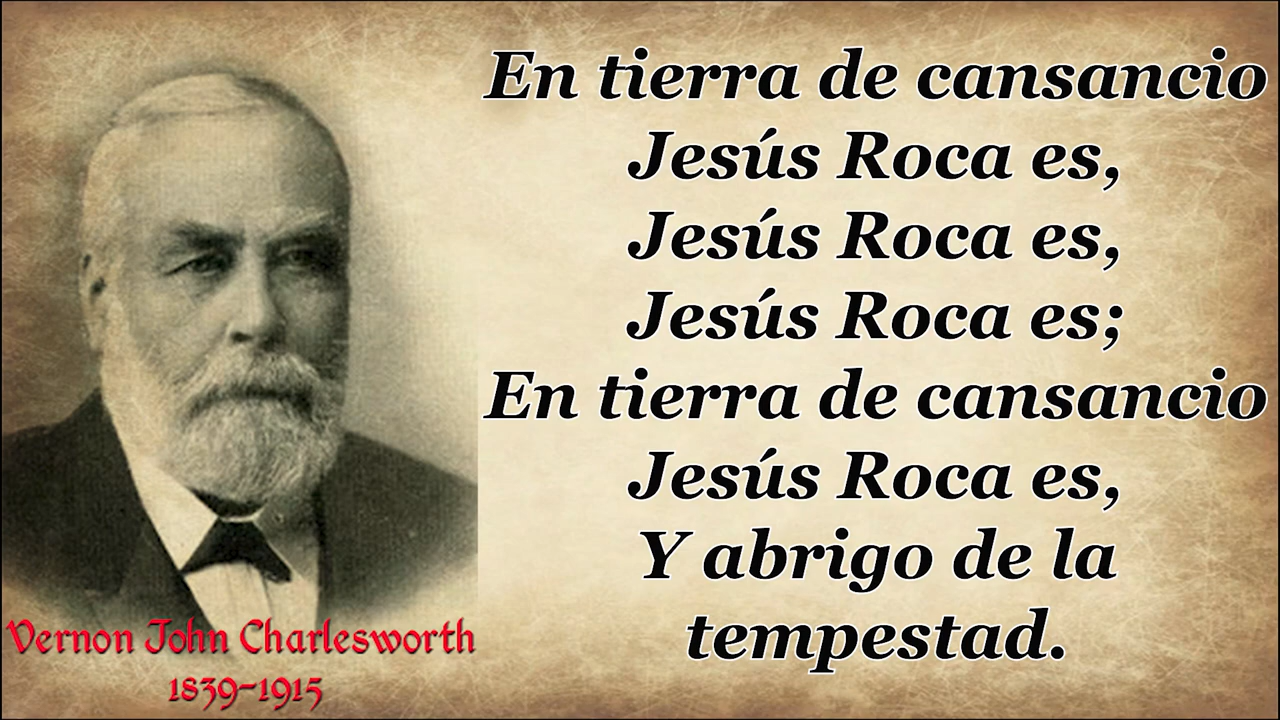 En tierra de cansancio
Jesús Roca es,
Jesús Roca es,
Jesús Roca es;
En tierra de cansancio
Jesús Roca es,
Y abrigo de la
tempestad.
Vernon John Charlesworth
1839-1915